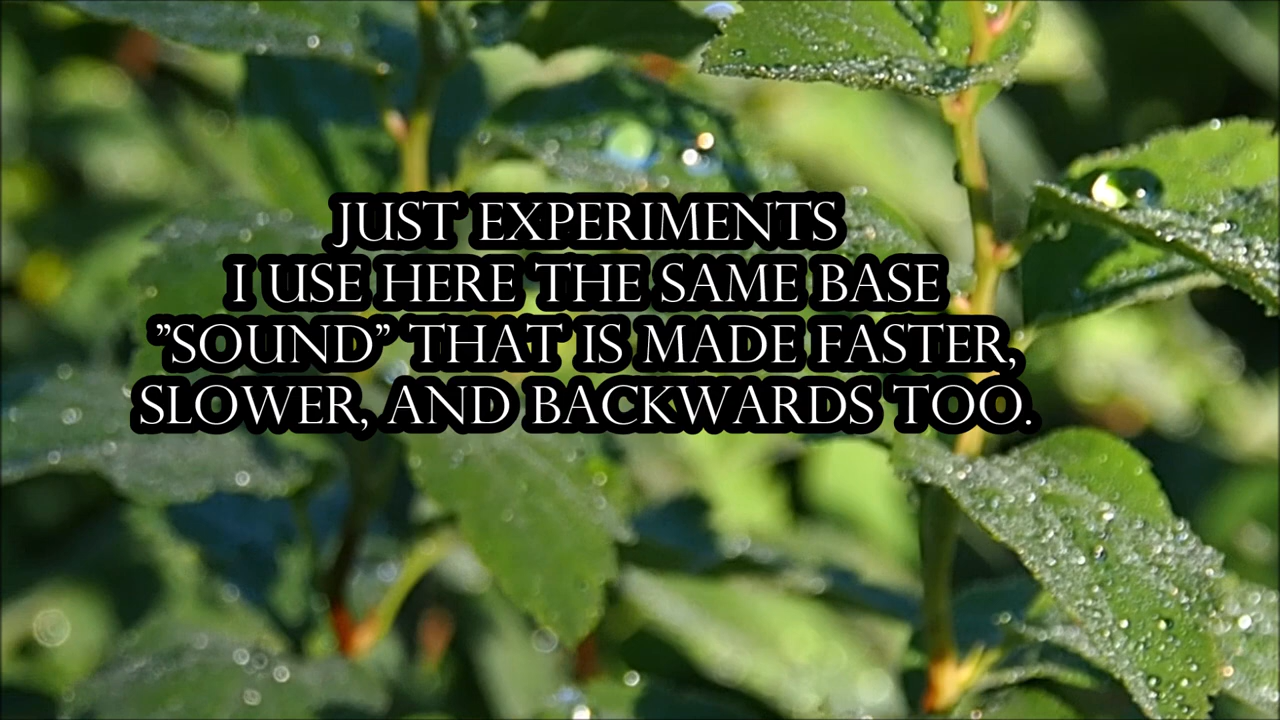 JUST EXPERIMENTS
I USE HERE THE SAME BASE
"SOUND" THAT IS MADE FASTER,
SLOWER, AND BACKWARDS TOO.